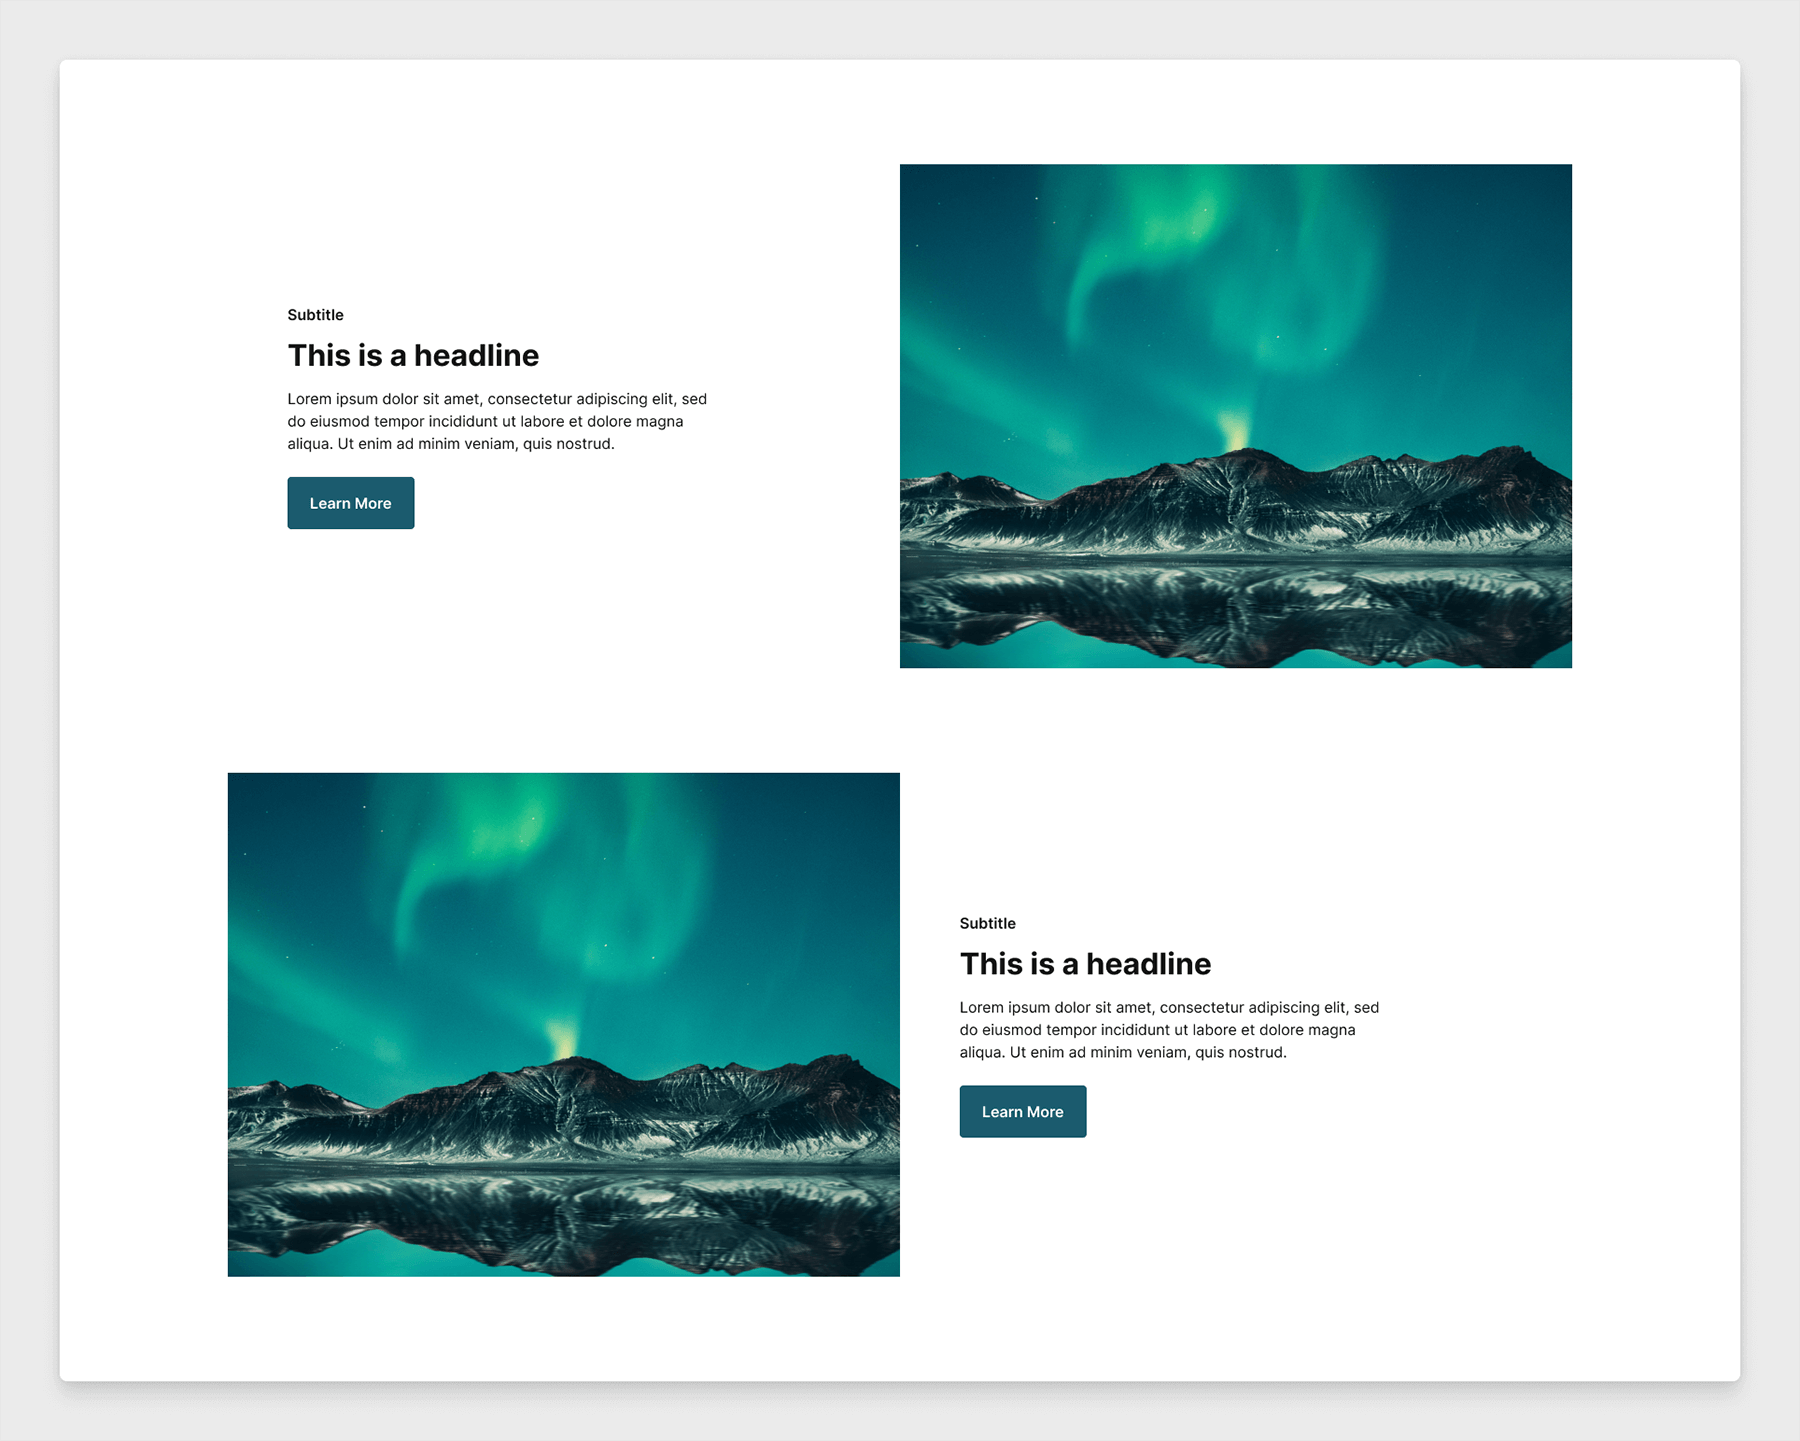 Subtitle
This is a headline
Lorem ipsum dolor sit amet, consectetur adipiscing elit, sed
do eiusmod tempor incididunt ut labore et dolore magna
aliqua. Ut enim ad minim veniam, quis nostrud.
Learn More
Subtitle
This is a headline
Lorem ipsum dolor sit amet, consectetur adipiscing elit, sed
do eiusmod tempor incididunt ut labore et dolore magna
aliqua. Ut enim ad minim veniam, quis nostrud.
Learn More